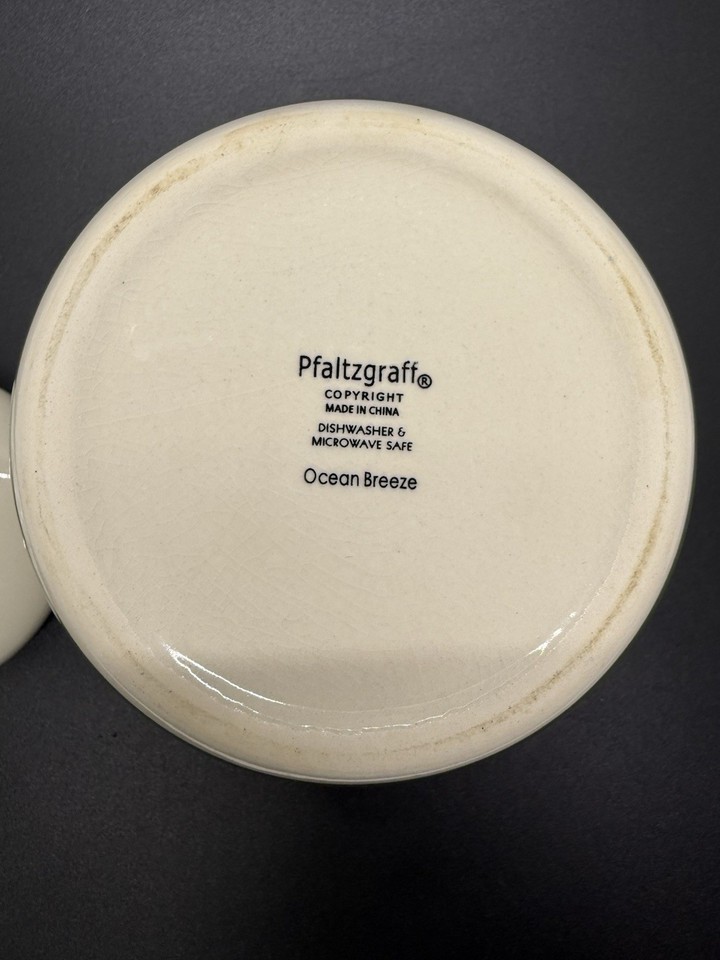 Pfaltzgraff®
COPYRIGHT
MADE IN CHINA
DISHWASHER &
MICROWAVE SAFE
Ocean Breeze